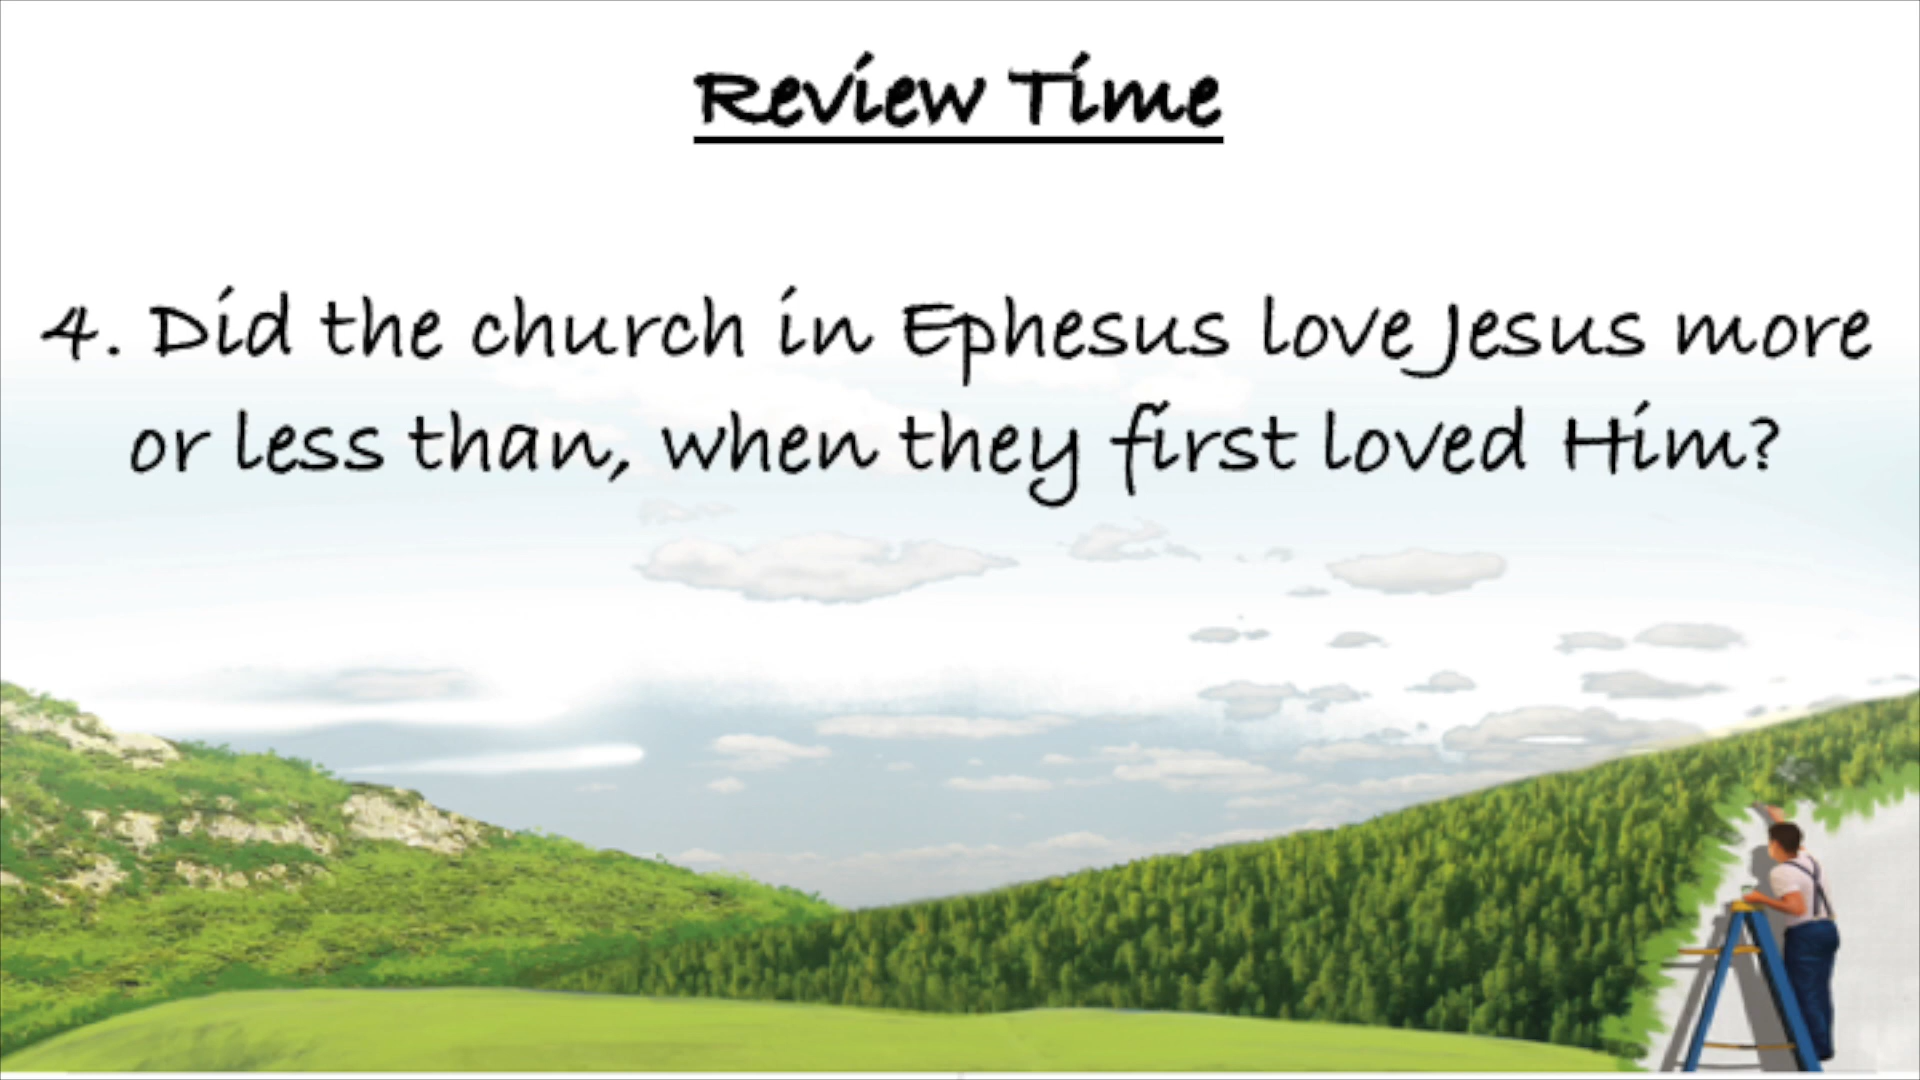 Review Time
4. Did the church in Ephesus love Jesus more
or less than, when they first loved Him?